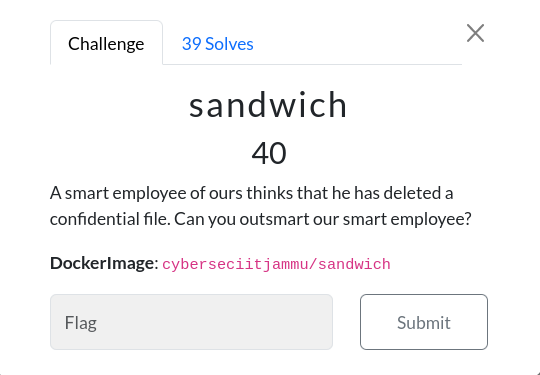 Challenge
39 Solves
sandwich
40
A smart employee of ours thinks that he has deleted a
confidential file. Can you outsmart our smart employee?
DockerImage: cyberseciitjammu/sandwich
Flag
Submit